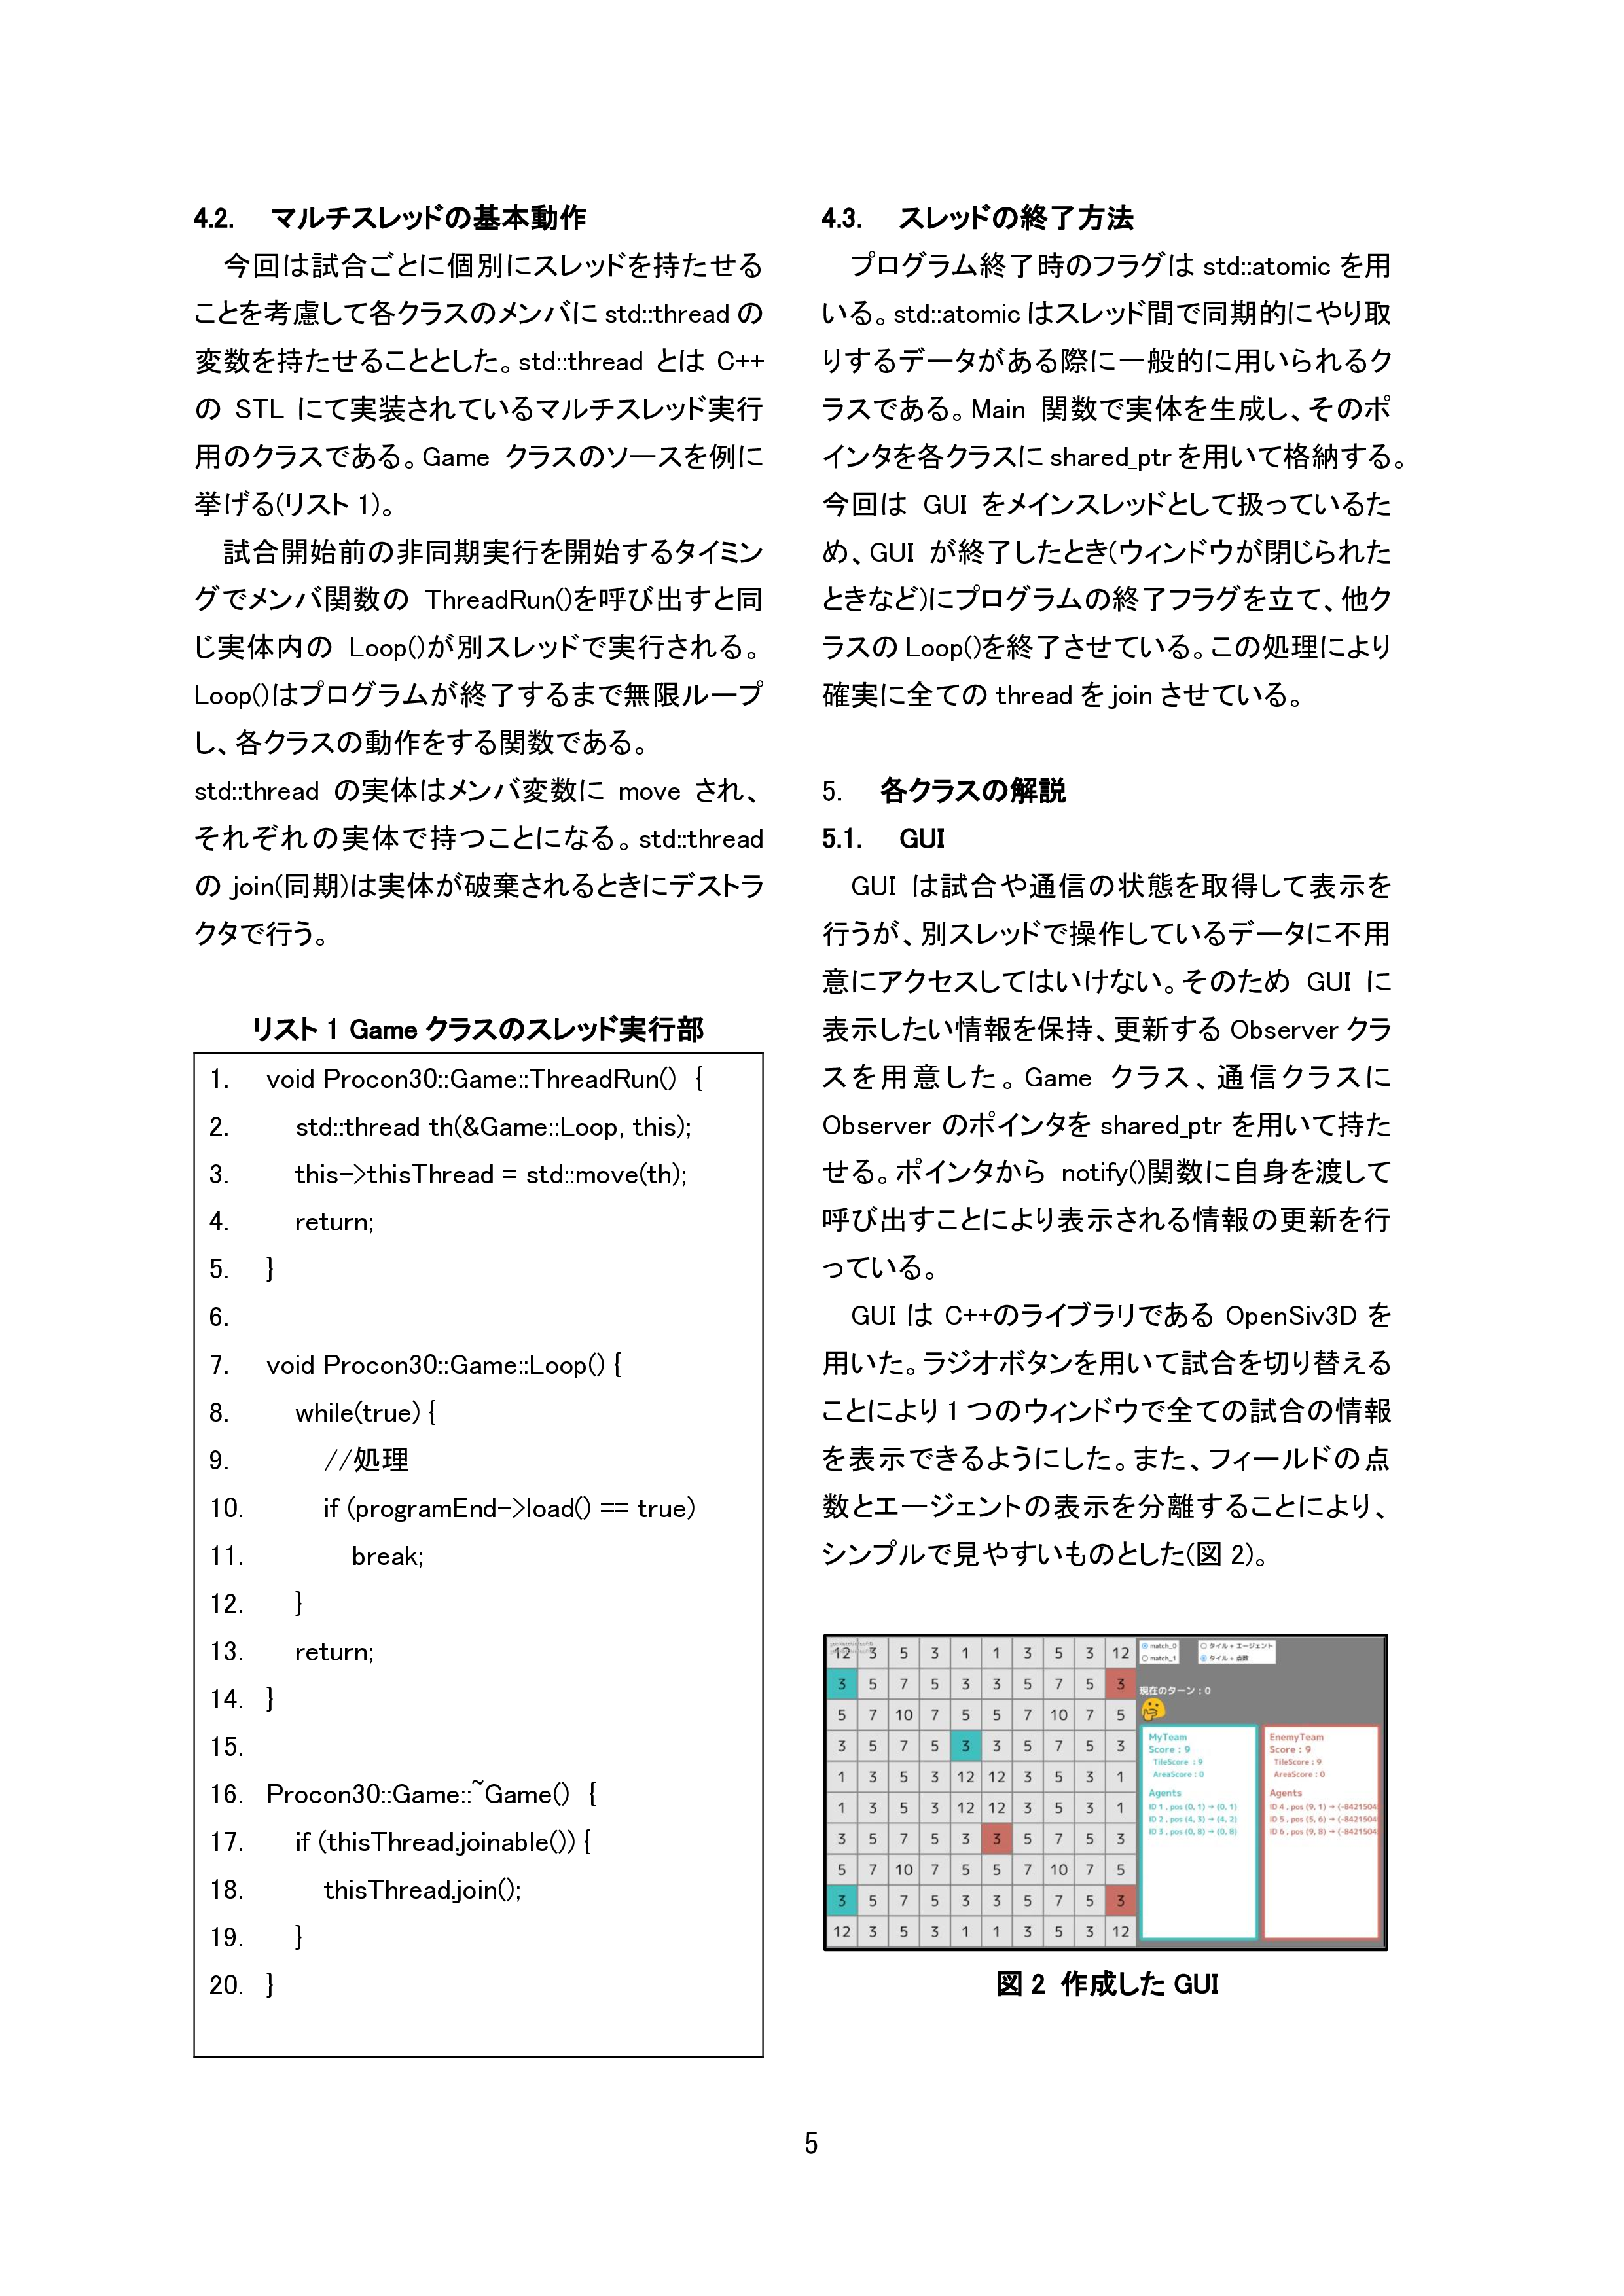 4.2. マルチスレッドの基本動作
今回は試合ごとに個別にスレッドを持たせる
ことを考慮して各クラスのメンバに std::thread の
変数を持たせることとした。std::thread とは C++
の STL にて実装されているマルチスレッド実行
用のクラスである。Game クラスのソースを例に
挙げる(リスト 1)。
試合開始前の非同期実行を開始するタイミン
グでメンバ関数の ThreadRun()を呼び出すと同
じ実体内の Loop()が別スレッドで実行される。
Loop()はプログラムが終了するまで無限ループ
し、各クラスの動作をする関数である。
std::thread の実体はメンバ変数に move され、
それぞれの実体で持つことになる。std::thread
の join(同期)は実体が破棄されるときにデストラ
クタで行う。
リスト 1 Game クラスのスレッド実行部
1. void Procon30::Game::ThreadRun() {
2. std::thread th(&Game::Loop, this);
3. this->thisThread = std::move(th);
4. return;
5. }
6.
7. void Procon30::Game::Loop() {
8. while(true) {
9. //処理
10. if (programEnd->load() == true)
11. break;
12. }
13. return;
14. }
15.
16. Procon30::Game::~Game() {
17. if (thisThread.joinable()) {
18. thisThread.join();
19. }
20. }
4.3. スレッドの終了方法
プログラム終了時のフラグは std::atomic を用
いる。std::atomic はスレッド間で同期的にやり取
りするデータがある際に一般的に用いられるク
ラスである。Main 関数で実体を生成し、そのポ
インタを各クラスに shared_ptr を用いて格納する。
今回は GUI をメインスレッドとして扱っているた
め、GUI が終了したとき(ウィンドウが閉じられた
ときなど)にプログラムの終了フラグを立て、他ク
ラスの Loop()を終了させている。この処理により
確実に全ての thread を join させている。
5. 各クラスの解説
5.1. GUI
GUI は試合や通信の状態を取得して表示を
行うが、別スレッドで操作しているデータに不用
意にアクセスしてはいけない。そのため GUI に
表示したい情報を保持、更新する Observer クラ
スを用意した。Game クラス、通信クラスに
Observer のポインタを shared_ptr を用いて持た
せる。ポインタから notify()関数に自身を渡して
呼び出すことにより表示される情報の更新を行
っている。
GUI は C++のライブラリである OpenSiv3D を
用いた。ラジオボタンを用いて試合を切り替える
ことにより 1 つのウィンドウで全ての試合の情報
を表示できるようにした。また、フィールドの点
数とエージェントの表示を分離することにより、
シンプルで見やすいものとした(図 2)。
12 3 5 3 1 1 3 5 3 12
3 5 7 5 3 3 5 7 5 3
5 7 10 7 5 5 7 10 7 5
3 5 7 5 3 3 5 7 5 3
1 3 5 3 12 12 3 5 3 1
1 3 5 3 12 12 3 5 3 1
3 5 7 5 3 3 5 7 5 3
5 7 10 7 5 5 7 10 7 5
3 5 7 5 3 3 5 7 5 3
12 3 5 3 1 1 3 5 3 12
match_0
match_1
タイル + エージェント
タイル + 点数
現在のターン : 0
MyTeam
Score : 9
TileScore : 9
AreaScore : 0
Agents
ID 1 , pos (0, 1) → (0, 1)
ID 2 , pos (4, 3) → (4, 2)
ID 3 , pos (0, 8) → (0, 8)
EnemyTeam
Score : 9
TileScore : 9
AreaScore : 0
Agents
ID 4 , pos (9, 1) → (-8421504
ID 5 , pos (5, 6) → (-8421504
ID 6 , pos (9, 8) → (-8421504
図 2 作成した GUI
5